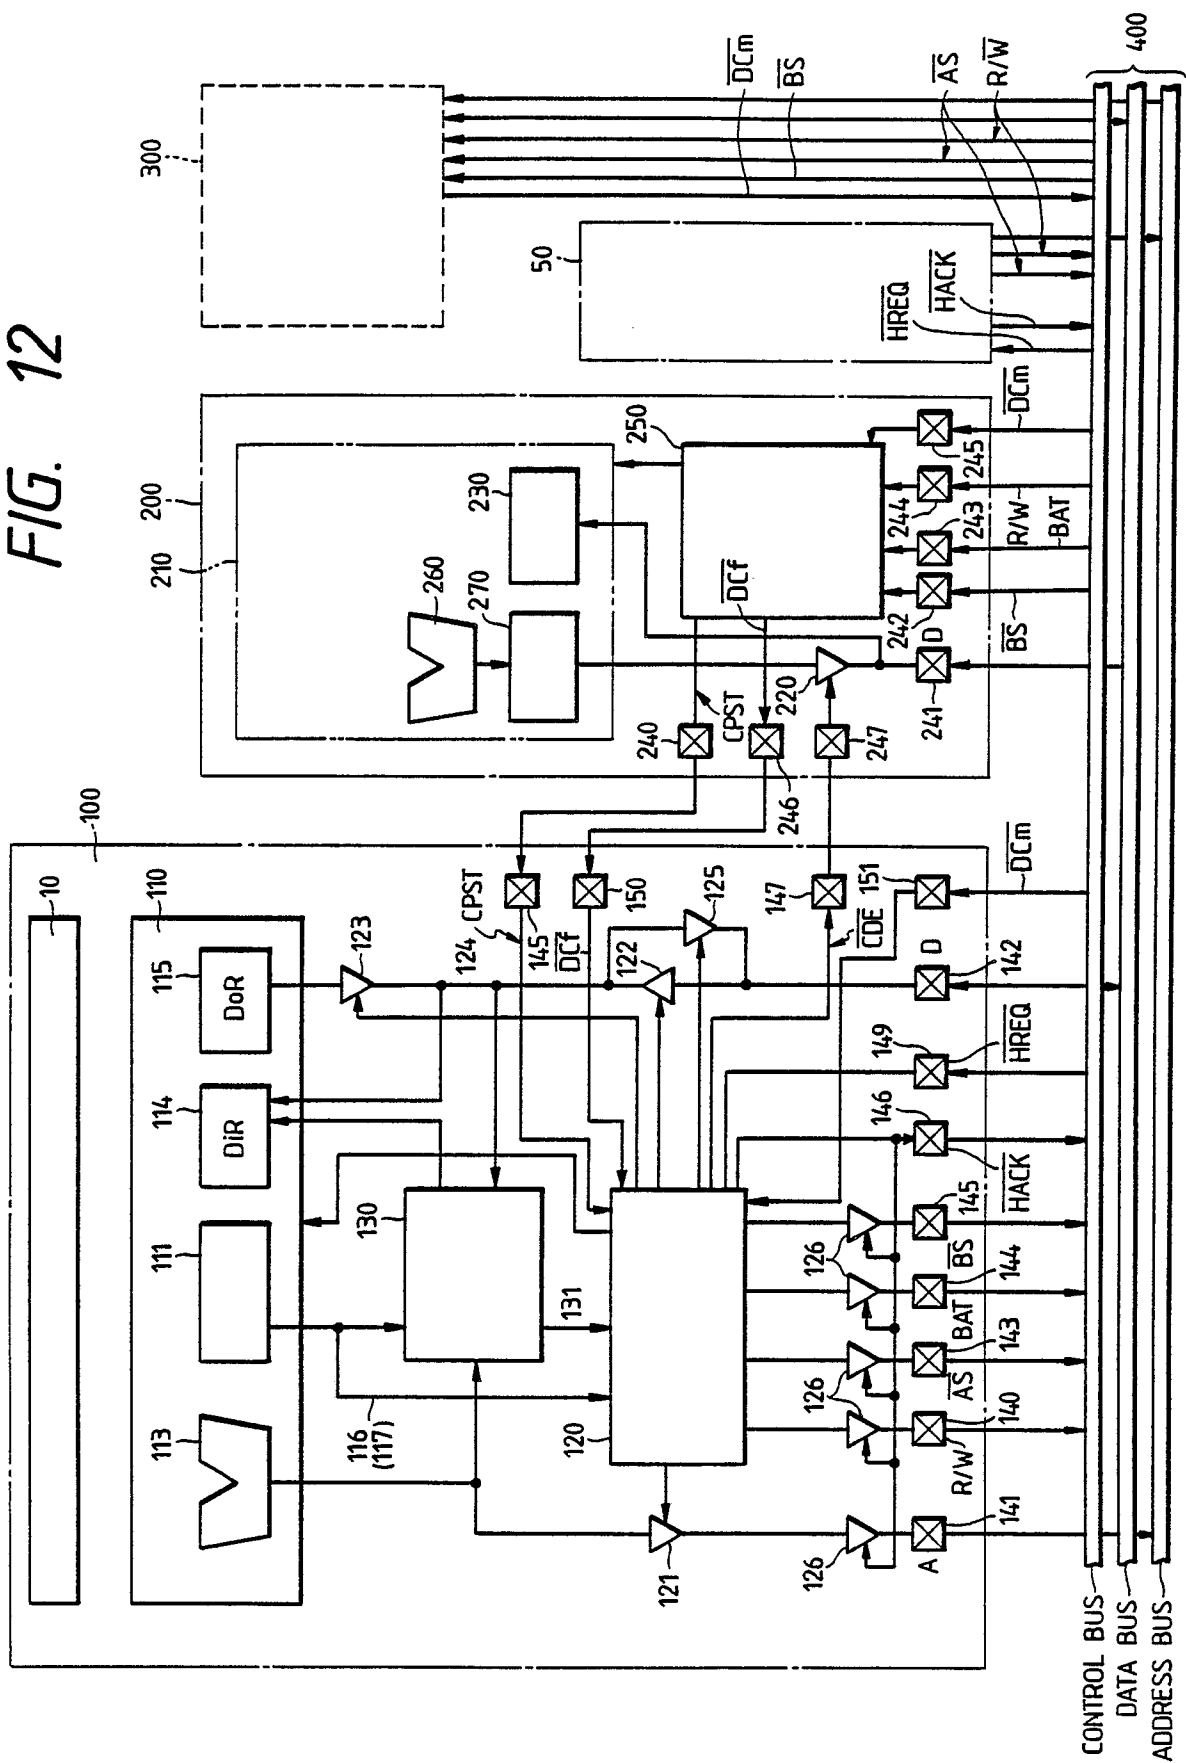 FIG. 12
100
10
110
113
111
114
DiR
115
DoR
123
124
CPST
145
DCf
150
122
125
147
CDE
151
DCm
130
131
116
(117)
120
121
126
126
126
A
141
R/W
140
AS
143
BAT
144
BS
145
HACK
146
HREQ
149
D
142
200
210
260
270
230
250
240
CPST
DCf
246
220
247
241
D
242
BS
243
BAT
244
R/W
245
DCm
50
HREQ
HACK
300
DCm
BS
AS
R/W
400
CONTROL BUS
DATA BUS
ADDRESS BUS